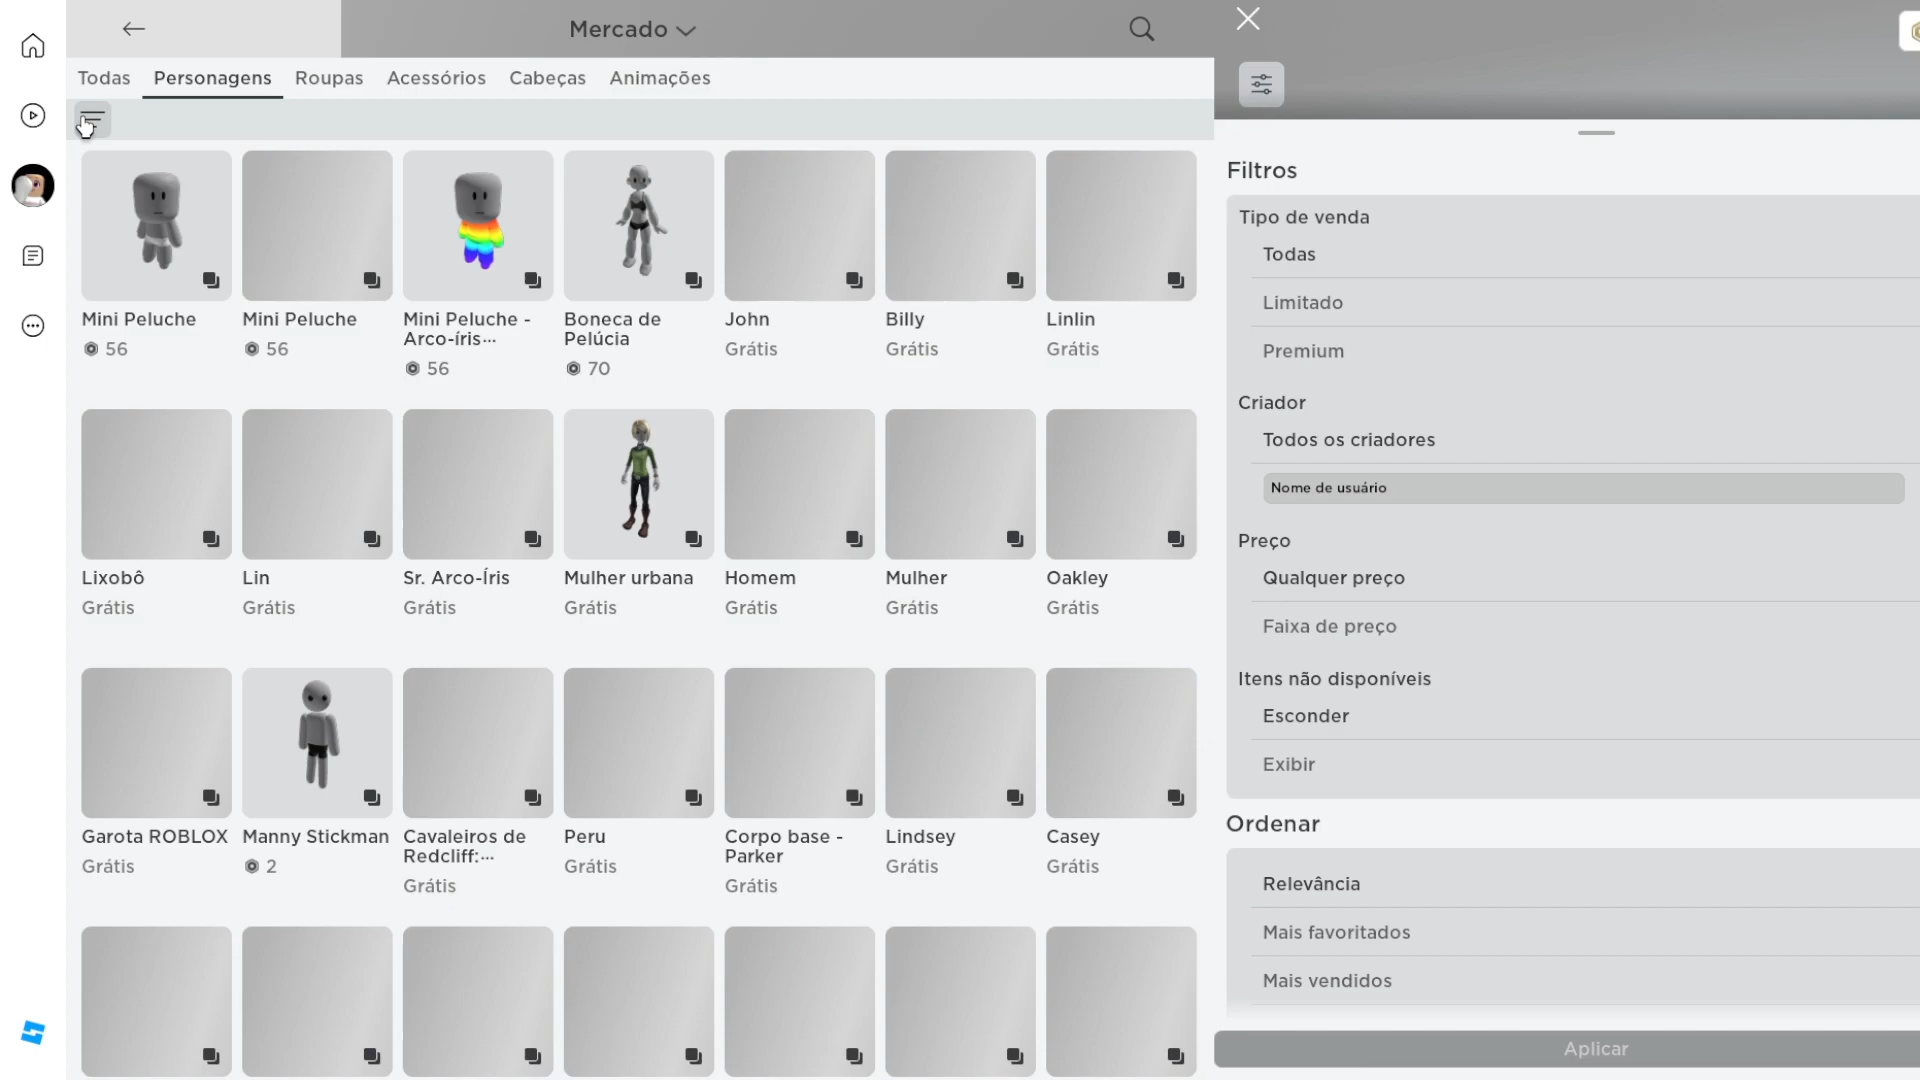 Mercado
Todas Personagens Roupas Acessórios Cabeças Animações
Mini Peluche
56
Mini Peluche
56
Mini Peluche -
Arco-íris...
56
Boneca de
Pelúcia
70
John
Grátis
Billy
Grátis
Linlin
Grátis
Lixobô
Grátis
Lin
Grátis
Sr. Arco-Íris
Grátis
Mulher urbana
Grátis
Homem
Grátis
Mulher
Grátis
Oakley
Grátis
Garota ROBLOX
Grátis
Manny Stickman
2
Cavaleiros de
Redcliff:...
Grátis
Peru
Grátis
Corpo base -
Parker
Grátis
Lindsey
Grátis
Casey
Grátis
Filtros
Tipo de venda
Todas
Limitado
Premium
Criador
Todos os criadores
Nome de usuário
Preço
Qualquer preço
Faixa de preço
Itens não disponíveis
Esconder
Exibir
Ordenar
Relevância
Mais favoritados
Mais vendidos
Aplicar